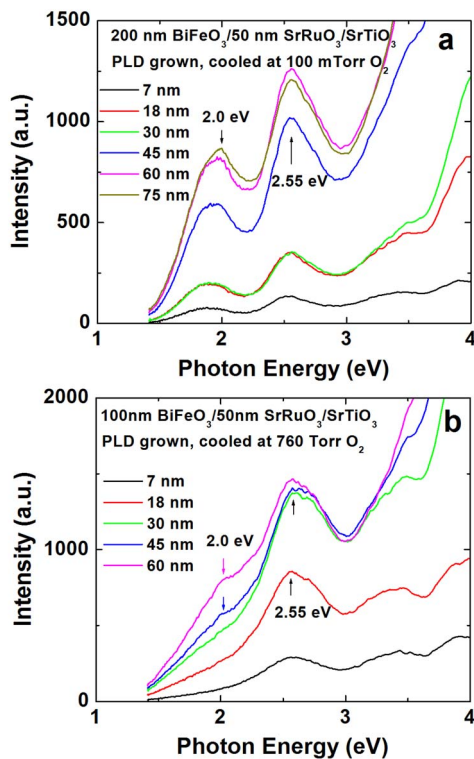 200 nm BiFeO₃/50 nm SrRuO₃/SrTiO₃
a
PLD grown, cooled at 100 mTorr O₂
7 nm
18 nm
30 nm
45 nm
60 nm
75 nm
2.0 eV
2.55 eV
1500
1000
500
0
Intensity (a.u.)
1 2 3 4
Photon Energy (eV)
100nm BiFeO₃/50nm SrRuO₃/SrTiO₃
b
PLD grown, cooled at 760 Torr O₂
7 nm
18 nm
30 nm
45 nm
60 nm
2.0 eV
2.55 eV
2000
1000
0
Intensity (a.u.)
1 2 3 4
Photon Energy (eV)